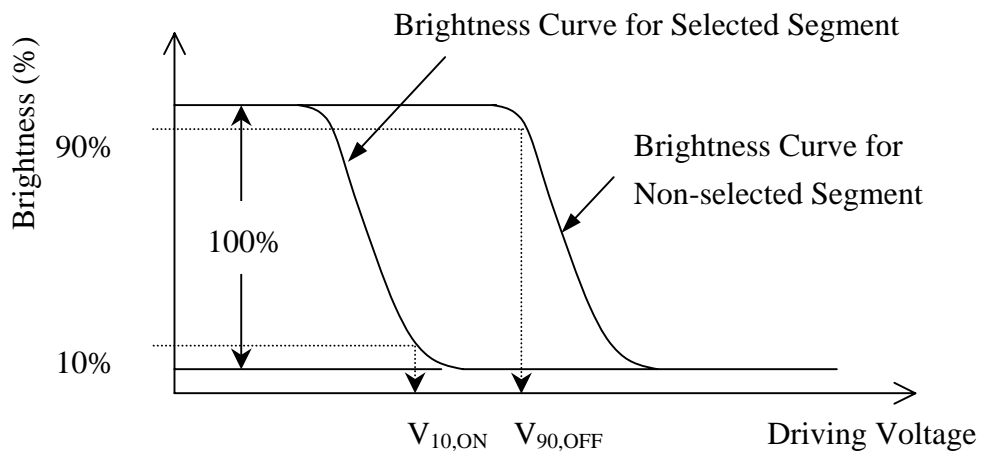 Brightness Curve for Selected Segment
Brightness (%)
90%
Brightness Curve for
Non-selected Segment
100%
10%
V10,ON
V90,OFF
Driving Voltage